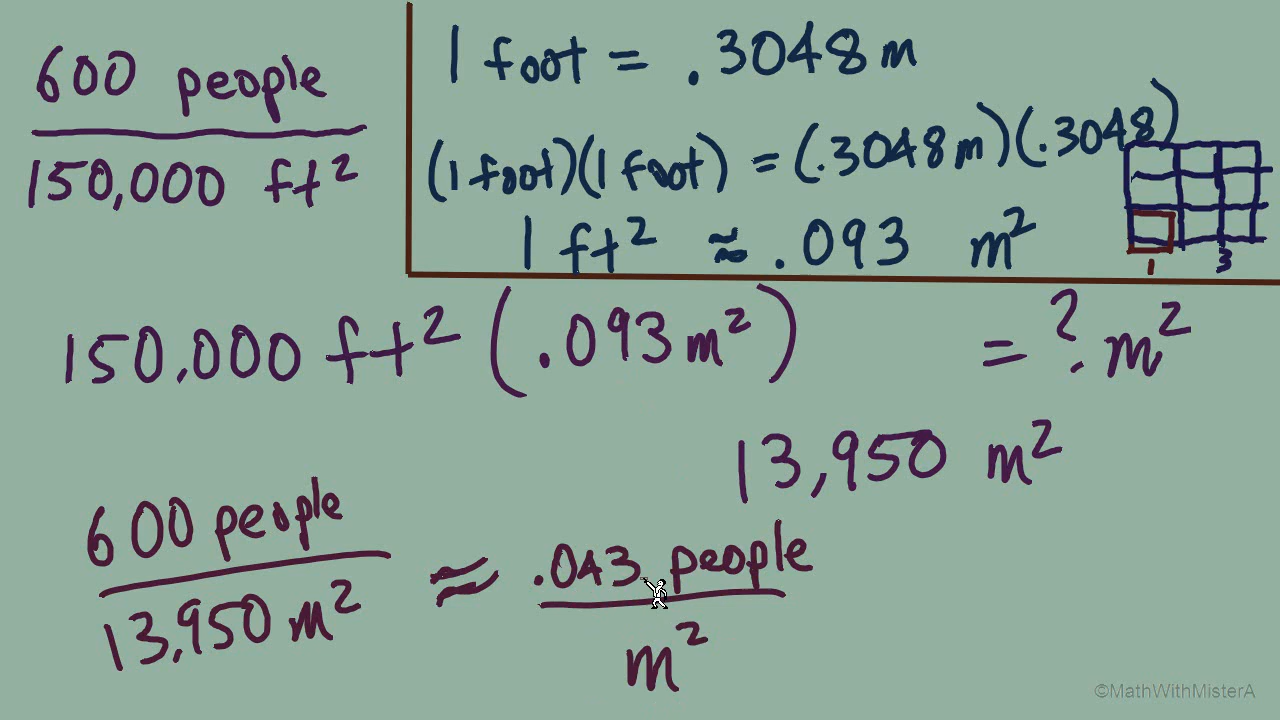 600 people
150,000 ft²
1 foot = .3048 m
(1 foot)(1 foot) = (.3048 m)(.3048)
1 ft² ≈ .093 m²
1 3
150,000 ft² (.093 m²) = ? m²
13,950 m²
600 people ≈ .043 people
13,950 m² m²
©MathWithMisterA